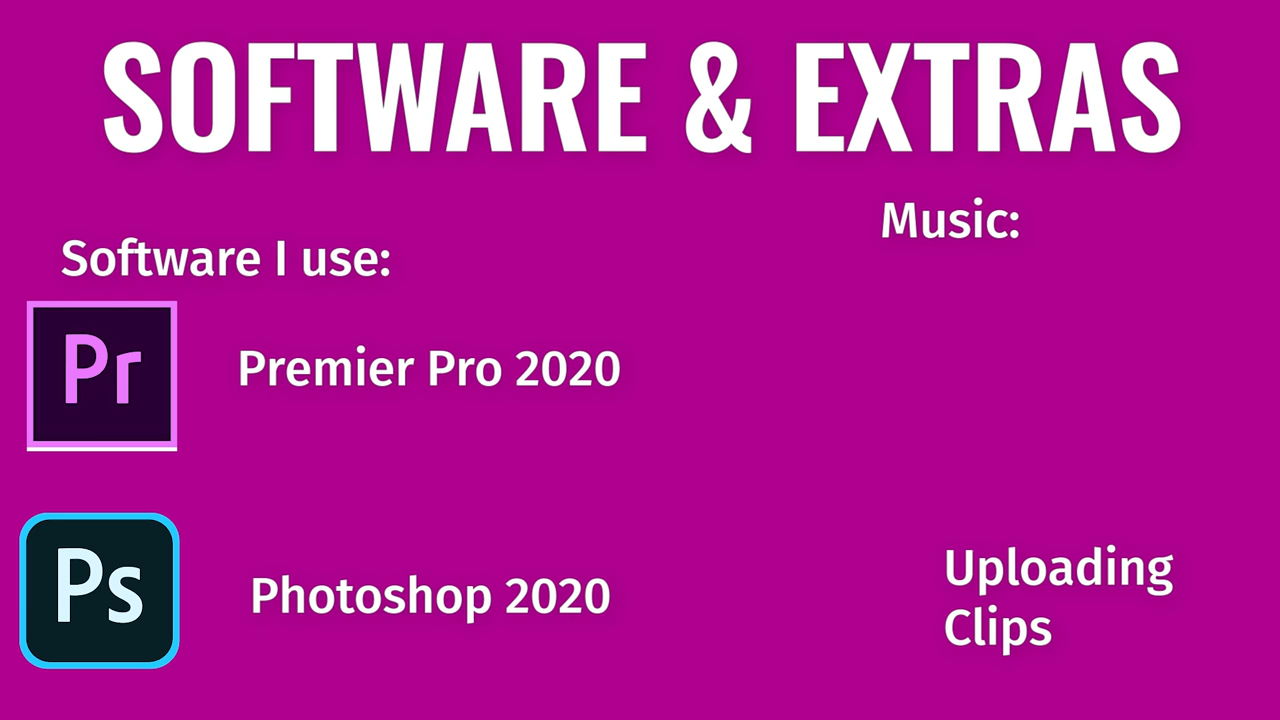 SOFTWARE & EXTRAS
Music:
Software I use:
Pr
Premier Pro 2020
Ps
Photoshop 2020
Uploading
Clips